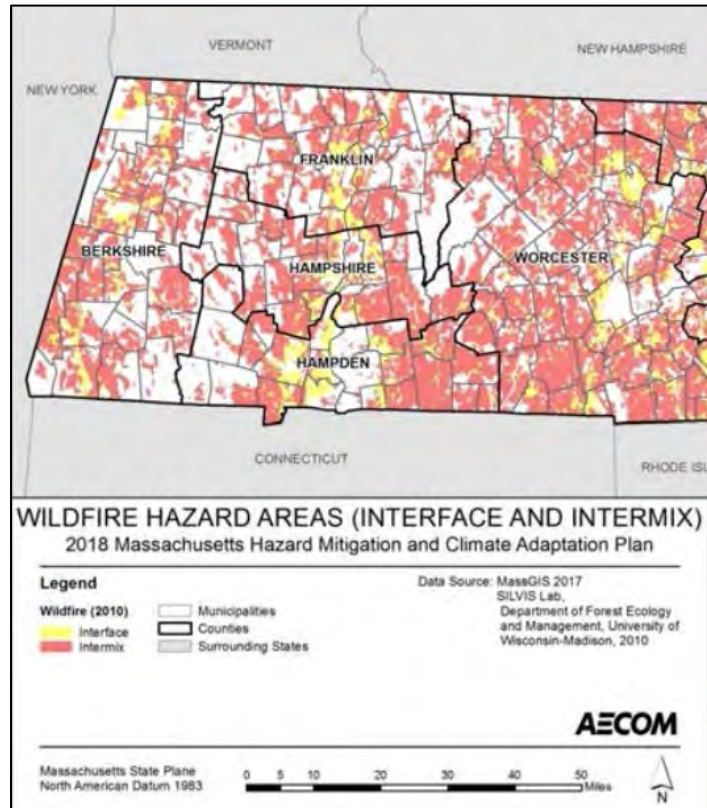 VERMONT
NEW HAMPSHIRE
NEW YORK
FRANKLIN
BERKSHIRE
HAMPSHIRE
WORCESTER
HAMPDEN
CONNECTICUT
RHODE ISL
WILDFIRE HAZARD AREAS (INTERFACE AND INTERMIX)
2018 Massachusetts Hazard Mitigation and Climate Adaptation Plan
Legend
Wildfire (2010)
Interface
Intermix
Municipalities
Counties
Surrounding States
Data Source: MassGIS 2017
SILVIS Lab,
Department of Forest Ecology
and Management, University of
Wisconsin-Madison, 2010
AECOM
Massachusetts State Plane
North American Datum 1983
0 5 10 20 30 40 50
Miles
N